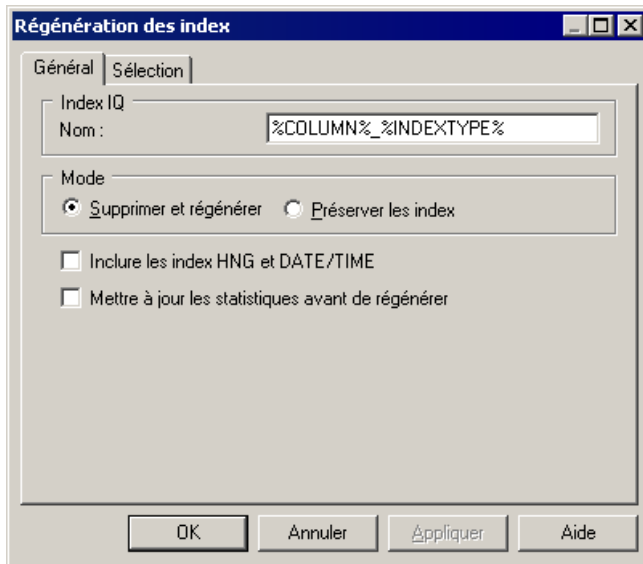 Régénération des index
Général Sélection
Index IQ
Nom : %COLUMN%_%INDEXTYPE%
Mode
Supprimer et régénérer Préserver les index
Inclure les index HNG et DATE/TIME
Mettre à jour les statistiques avant de régénérer
OK Annuler Appliquer Aide